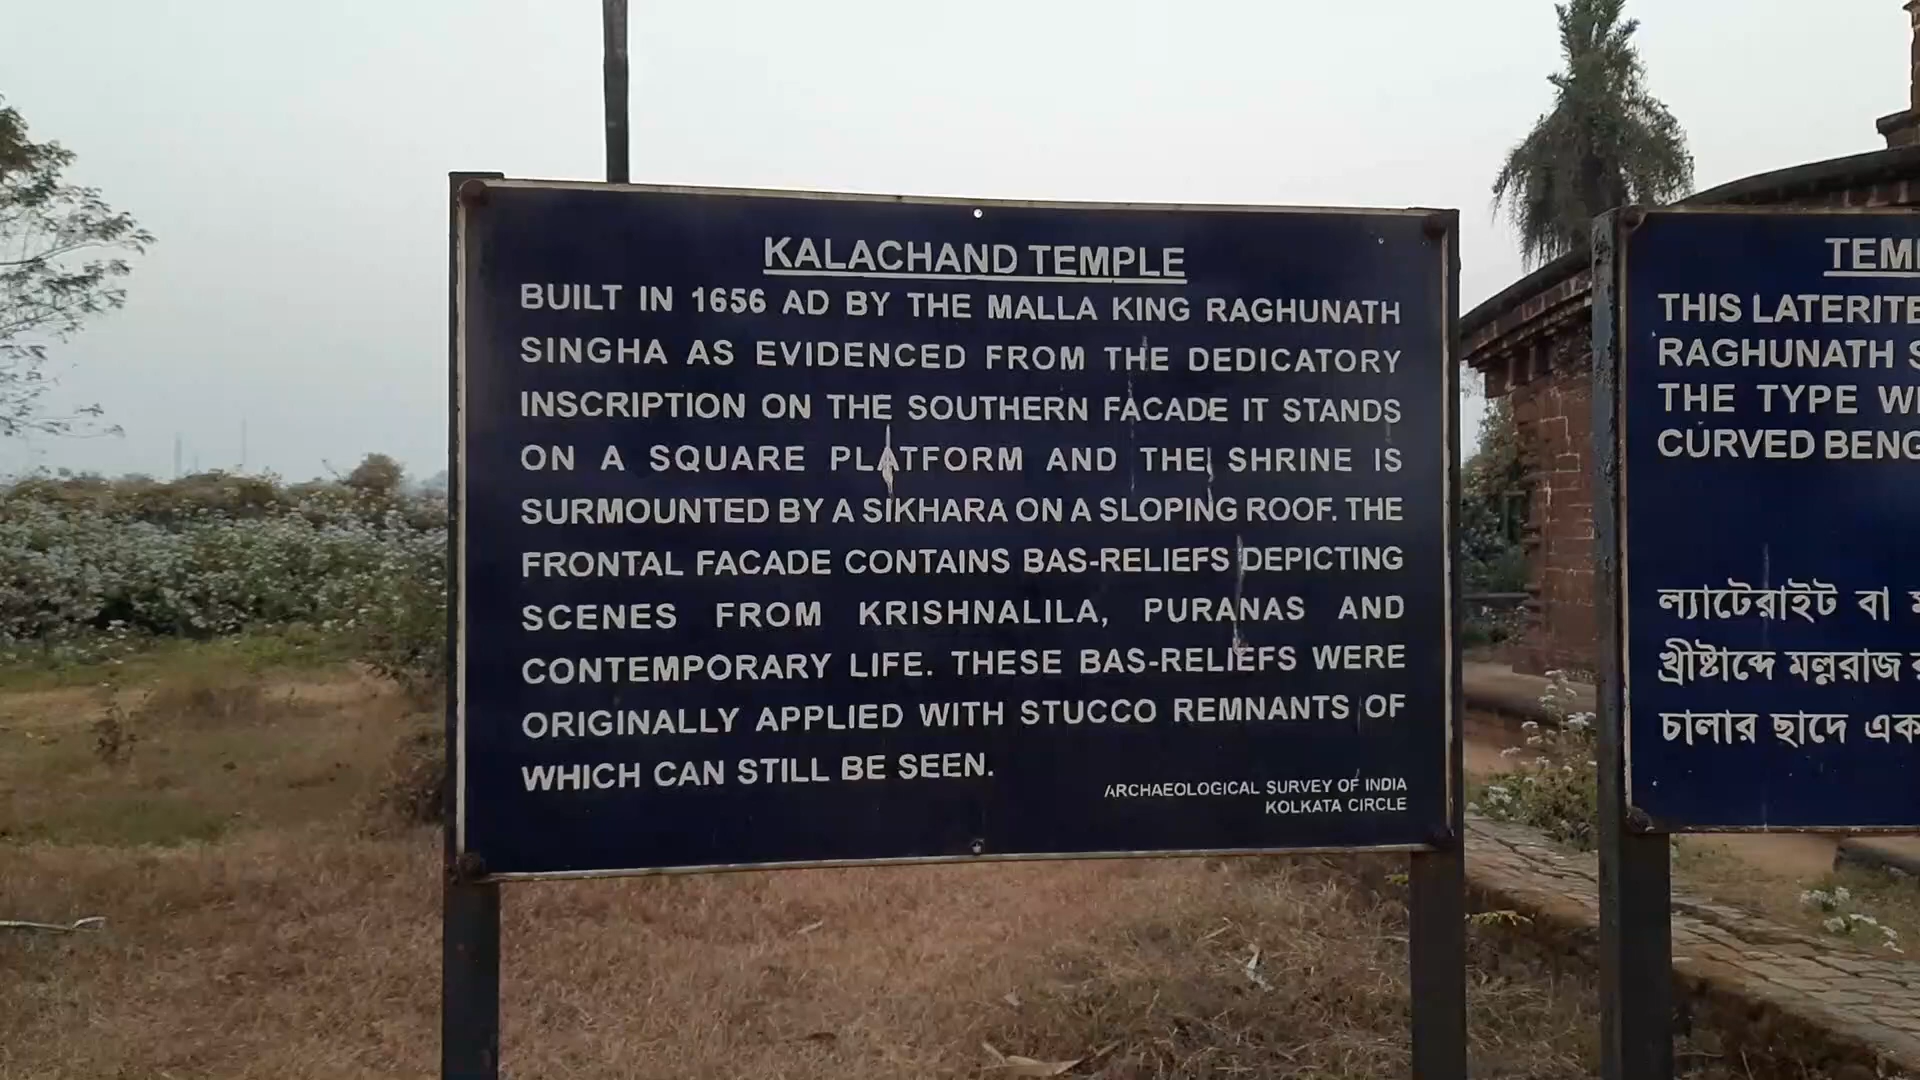 KALACHAND TEMPLE
BUILT IN 1656 AD BY THE MALLA KING RAGHUNATH
SINGHA AS EVIDENCED FROM THE DEDICATORY
INSCRIPTION ON THE SOUTHERN FACADE IT STANDS
ON A SQUARE PLATFORM AND THE SHRINE IS
SURMOUNTED BY A SIKHARA ON A SLOPING ROOF. THE
FRONTAL FACADE CONTAINS BAS-RELIEFS DEPICTING
SCENES FROM KRISHNALILA, PURANAS AND
CONTEMPORARY LIFE. THESE BAS-RELIEFS WERE
ORIGINALLY APPLIED WITH STUCCO REMNANTS OF
WHICH CAN STILL BE SEEN.
ARCHAEOLOGICAL SURVEY OF INDIA
KOLKATA CIRCLE
THIS LATERITE
RAGHUNATH
THE TYPE
CURVED
ল্যাটেরাইট বা
খ্রীষ্টাব্দে মল্লরাজ
চালার ছাদে এক